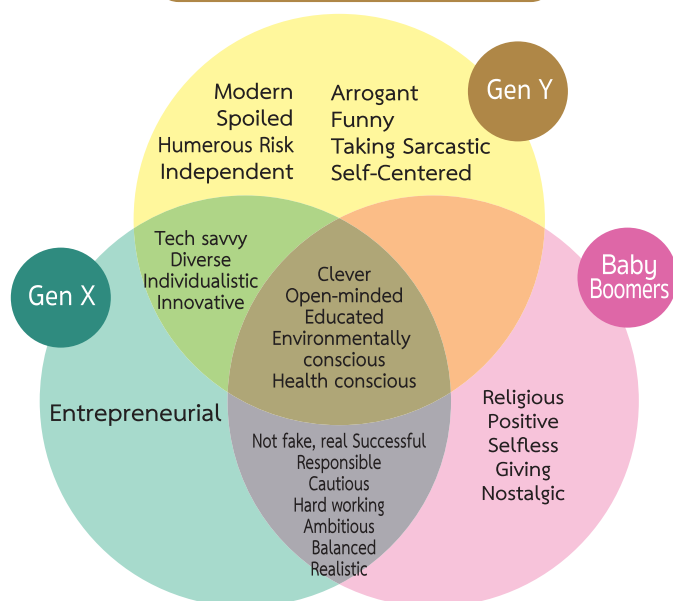 Gen Y
Modern
Spoiled
Humerous Risk
Independent
Arrogant
Funny
Taking Sarcastic
Self-Centered
Tech savvy
Diverse
Individualistic
Innovative
Gen X
Clever
Open-minded
Educated
Environmentally
conscious
Health conscious
Baby
Boomers
Entrepreneurial
Religious
Positive
Selfless
Giving
Nostalgic
Not fake, real Successful
Responsible
Cautious
Hard working
Ambitious
Balanced
Realistic